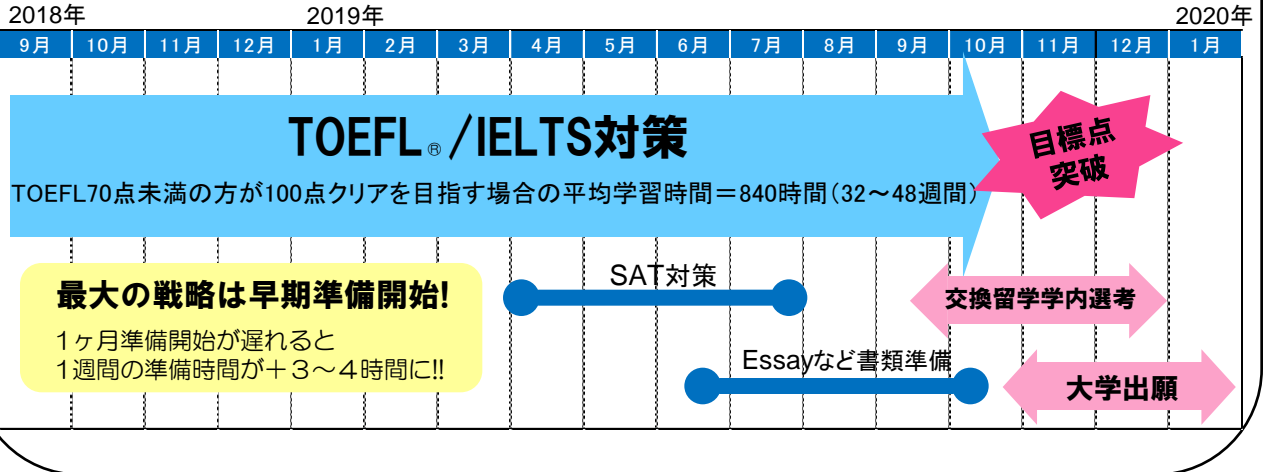 2018年 2019年 2020年
9月 10月 11月 12月 1月 2月 3月 4月 5月 6月 7月 8月 9月 10月 11月 12月 1月
TOEFL®/IELTS対策
TOEFL70点未満の方が100点クリアを目指す場合の平均学習時間＝840時間（32～48週間）
目標点
突破
最大の戦略は早期準備開始!
1ヶ月準備開始が遅れると
1週間の準備時間が＋3～4時間に!!
SAT対策
交換留学学内選考
Essayなど書類準備
大学出願